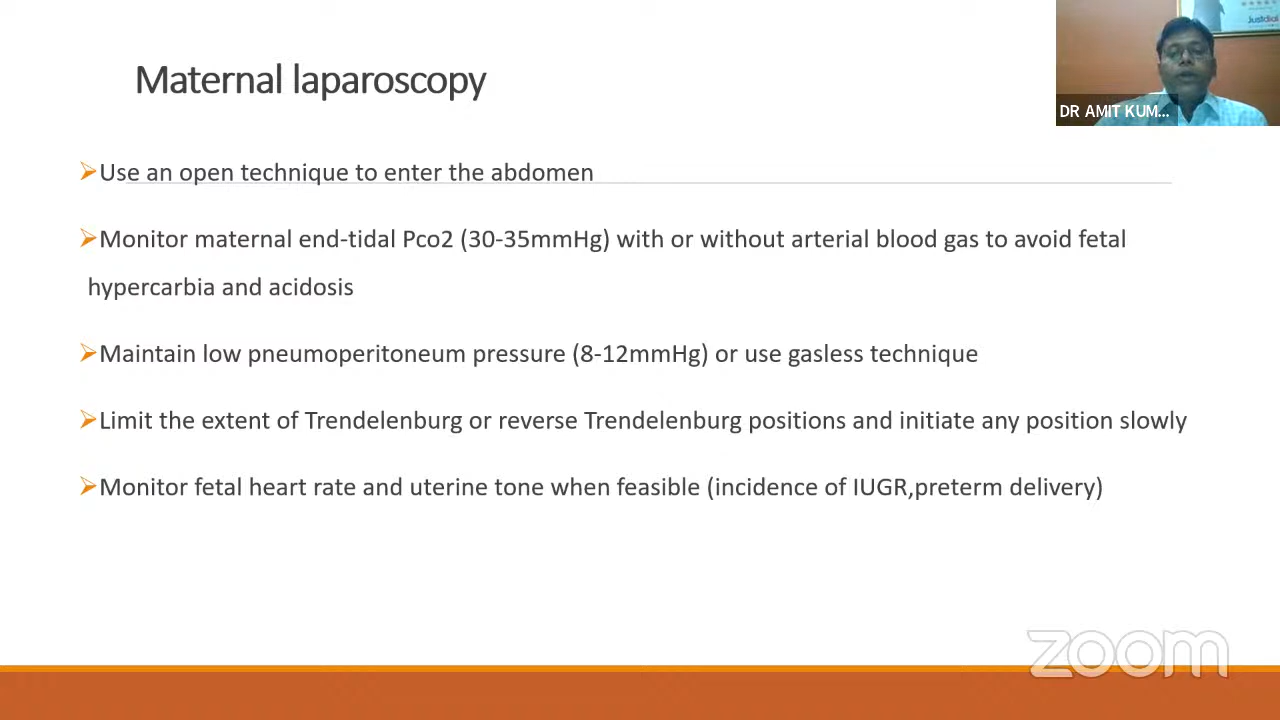 Justdial
Maternal laparoscopy
DR AMIT KUM...
Use an open technique to enter the abdomen
Monitor maternal end-tidal Pco2 (30-35mmHg) with or without arterial blood gas to avoid fetal
hypercarbia and acidosis
Maintain low pneumoperitoneum pressure (8-12mmHg) or use gasless technique
Limit the extent of Trendelenburg or reverse Trendelenburg positions and initiate any position slowly
Monitor fetal heart rate and uterine tone when feasible (incidence of IUGR,preterm delivery)
zoom